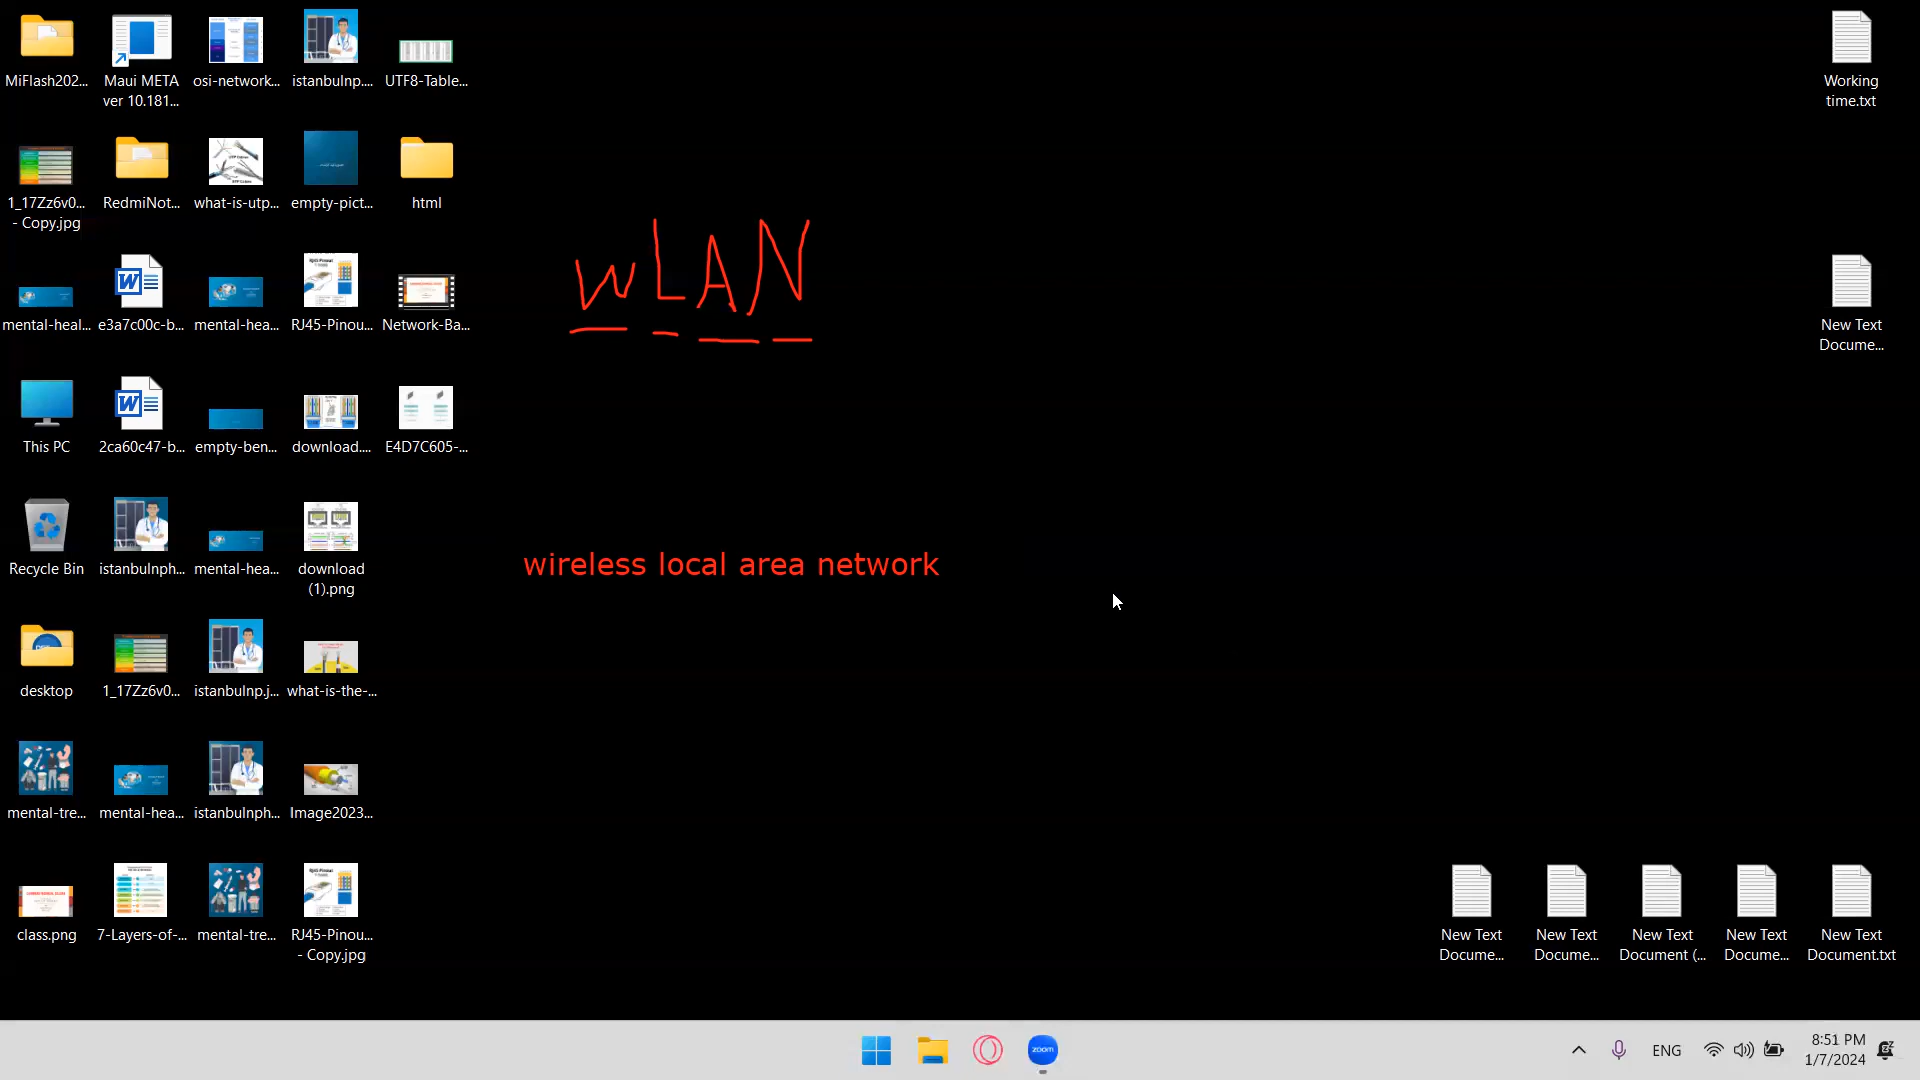 MiFlash202...
Maui META
ver 10.181...
osi-network...
istanbulnp....
UTF8-Table...
Working
time.txt
1_17Zz6v0...
- Copy.jpg
RedmiNot...
what-is-utp...
empty-pict...
html
wLAN
mental-heal...
e3a7c00c-b...
mental-hea...
RJ45-Pinou...
Network-Ba...
New Text
Docume...
This PC
2ca60c47-b...
empty-ben...
download....
E4D7C605-...
wireless local area network
Recycle Bin
istanbulnph...
mental-hea...
download
(1).png
desktop
1_17Zz6v0...
istanbulnp.j...
what-is-the-...
mental-tre...
mental-hea...
istanbulnph...
Image2023...
class.png
7-Layers-of-...
mental-tre...
RJ45-Pinou...
- Copy.jpg
New Text
Docume...
New Text
Docume...
New Text
Document (...
New Text
Docume...
New Text
Document.txt
zoom
ENG
8:51 PM
1/7/2024